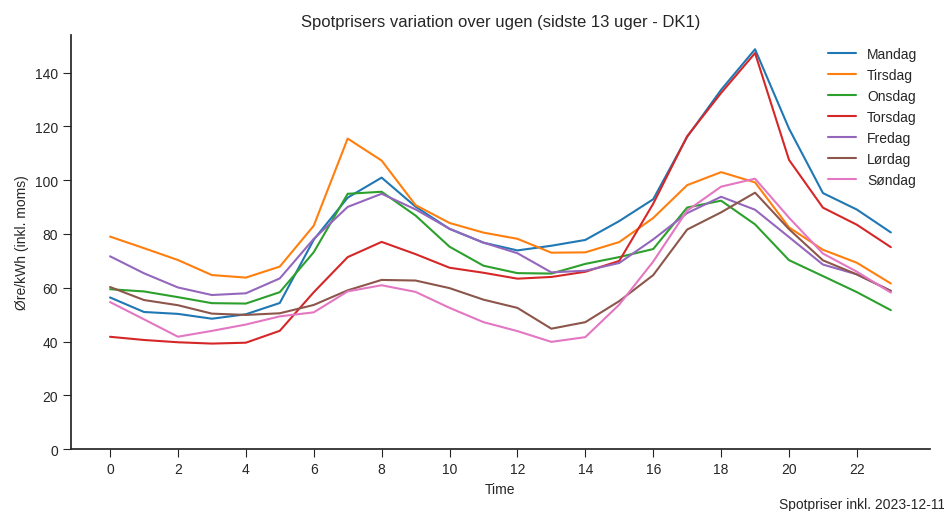 Spotprisers variation over ugen (sidste 13 uger - DK1)
Øre/kWh (inkl. moms)
140
120
100
80
60
40
20
0
0 2 4 6 8 10 12 14 16 18 20 22
Time
Mandag
Tirsdag
Onsdag
Torsdag
Fredag
Lørdag
Søndag
Spotpriser inkl. 2023-12-11